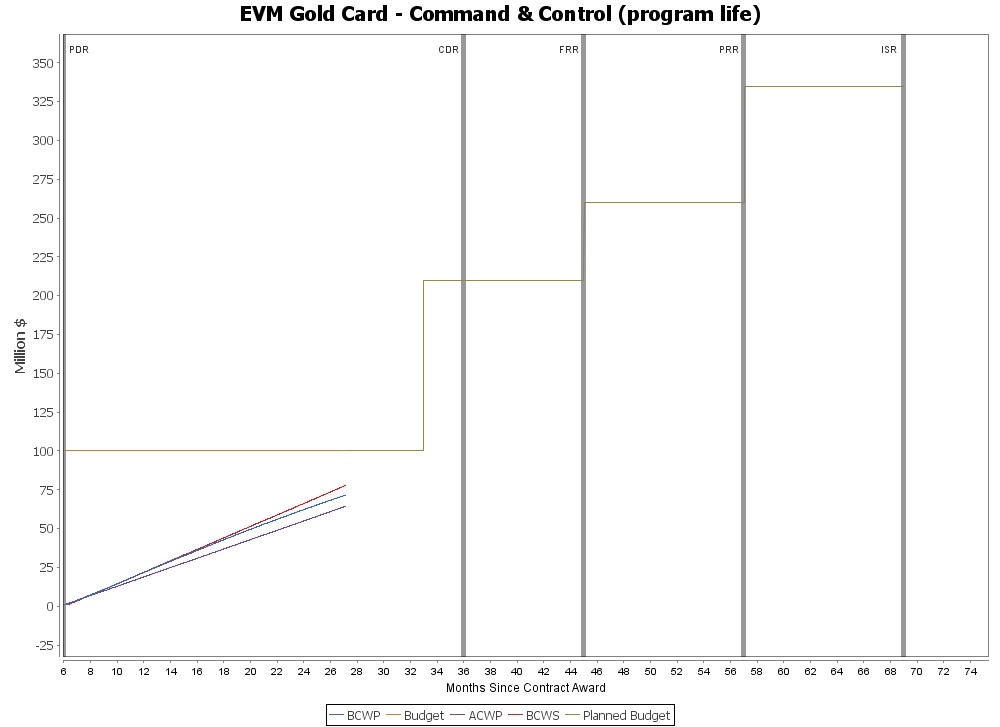 EVM Gold Card - Command & Control (program life)
PDR CDR FRR PRR ISR
350
325
300
275
250
225
200
175
150
125
100
75
50
25
0
-25
Million $
6 8 10 12 14 16 18 20 22 24 26 28 30 32 34 36 38 40 42 44 46 48 50 52 54 56 58 60 62 64 66 68 70 72 74
Months Since Contract Award
BCWP Budget ACWP BCWS Planned Budget